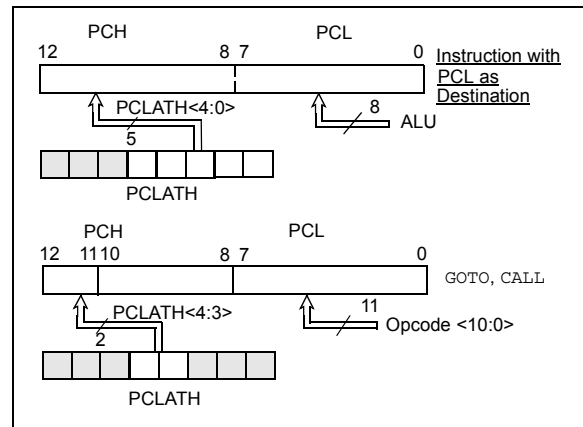 PCH PCL
12 8 7 0
Instruction with
PCL as
Destination
PCLATH<4:0>
8
5
ALU
PCLATH
PCH PCL
12 11 10 8 7 0
GOTO, CALL
PCLATH<4:3>
11
2
Opcode <10:0>
PCLATH